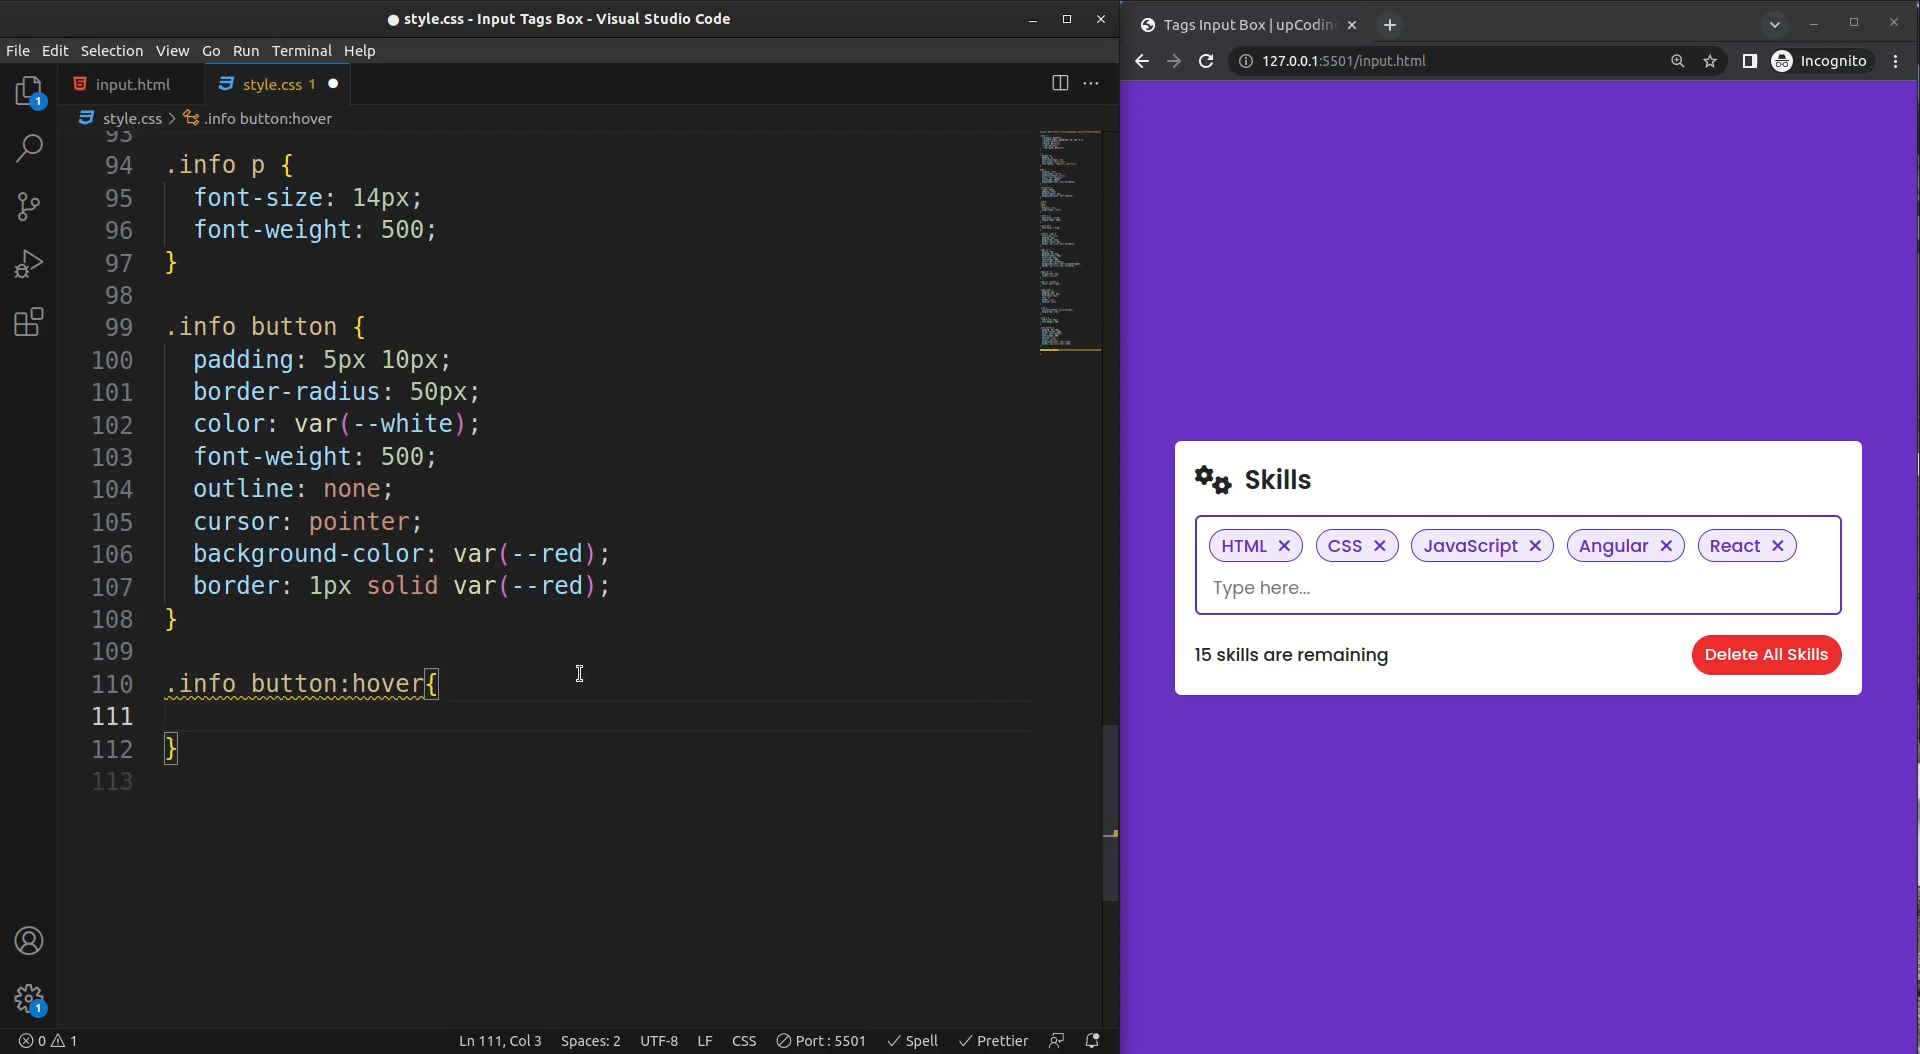 style.css - Input Tags Box - Visual Studio Code
File Edit Selection View Go Run Terminal Help
input.html
style.css 1
style.css > .info button:hover
93
94 .info p {
95 font-size: 14px;
96 font-weight: 500;
97 }
98
99 .info button {
100 padding: 5px 10px;
101 border-radius: 50px;
102 color: var(--white);
103 font-weight: 500;
104 outline: none;
105 cursor: pointer;
106 background-color: var(--red);
107 border: 1px solid var(--red);
108 }
109
110 .info button:hover{
111
112 }
113
1
1
0 1
Ln 111, Col 3 Spaces: 2 UTF-8 LF CSS Port : 5501 Spell Prettier
Tags Input Box | upCoding
127.0.0.1:5501/input.html
Incognito
Skills
HTML CSS JavaScript Angular React
Type here...
15 skills are remaining
Delete All Skills